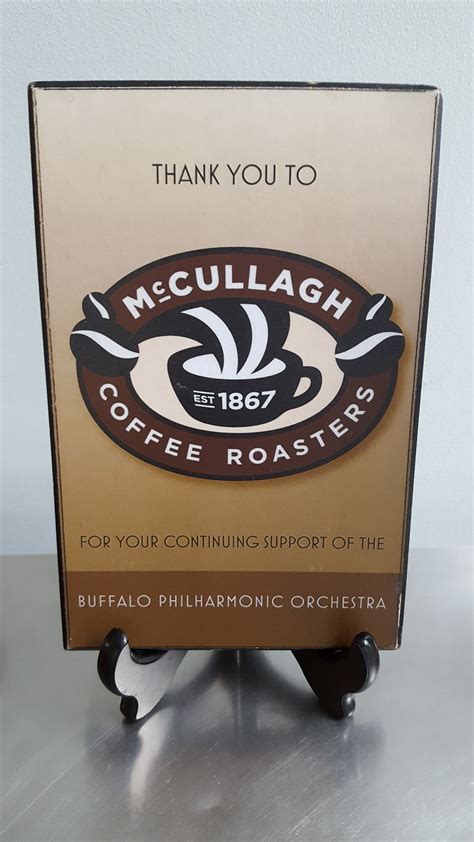 THANK YOU TO
McCULLAGH
EST 1867
COFFEE ROASTERS
FOR YOUR CONTINUING SUPPORT OF THE
BUFFALO PHILHARMONIC ORCHESTRA